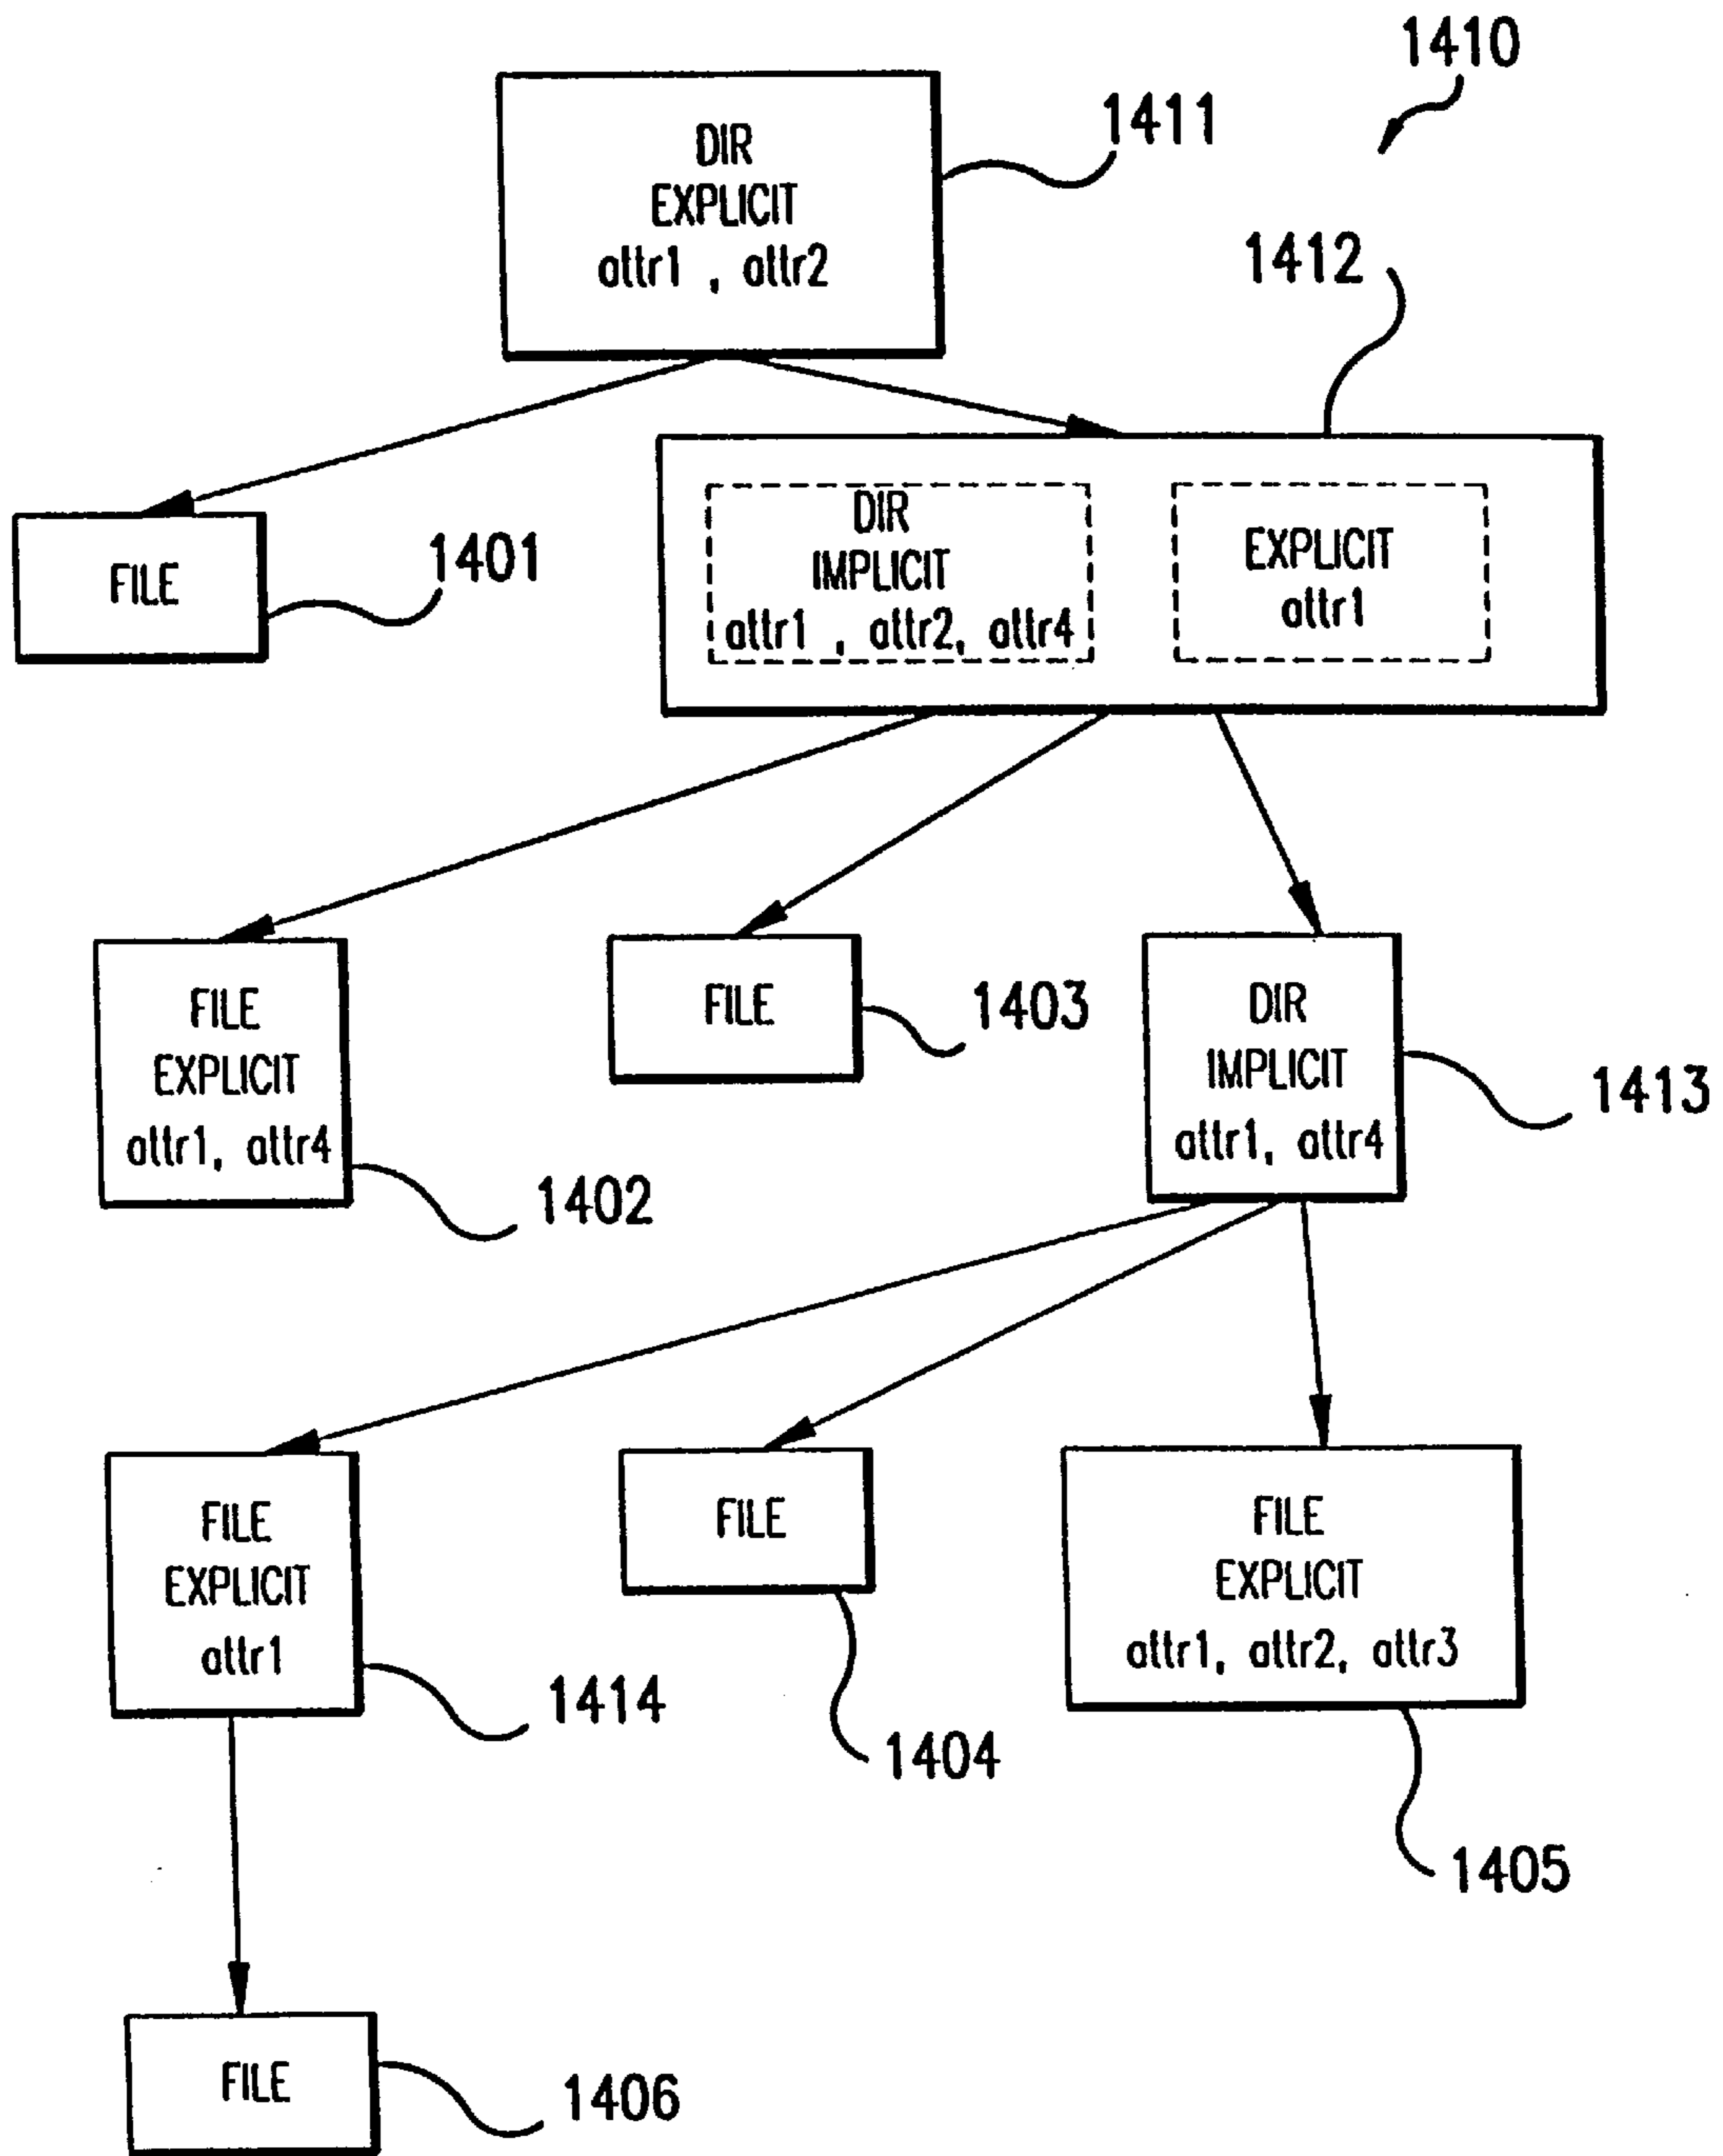 1410
DIR
EXPLICIT
attr1 , attr2
1411
1412
FILE
1401
DIR
IMPLICIT
attr1 , attr2, attr4
EXPLICIT
attr1
FILE
EXPLICIT
attr1, attr4
1402
FILE
1403
DIR
IMPLICIT
attr1, attr4
1413
FILE
EXPLICIT
attr1
1414
FILE
1404
FILE
EXPLICIT
attr1, attr2, attr3
1405
FILE
1406